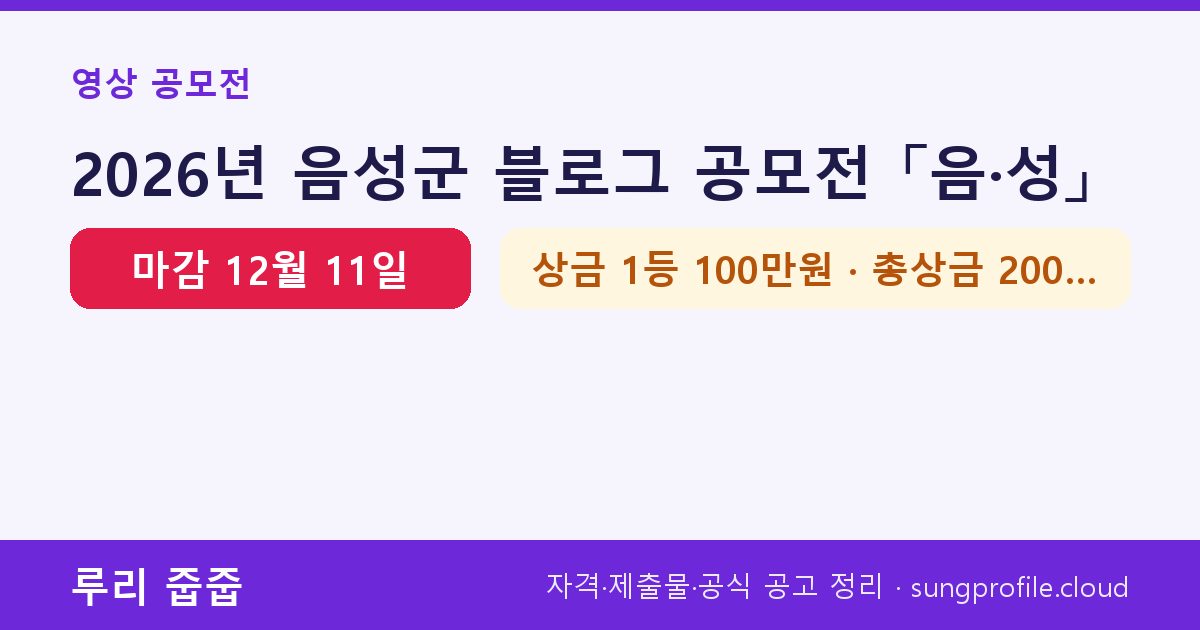 영상 공모전
2026년 음성군 블로그 공모전「음·성」
마감 12월 11일
상금 1등 100만원 · 총상금 200...
루리 줍줍
자격·제출물·공식 공고 정리 · sungprofile.cloud